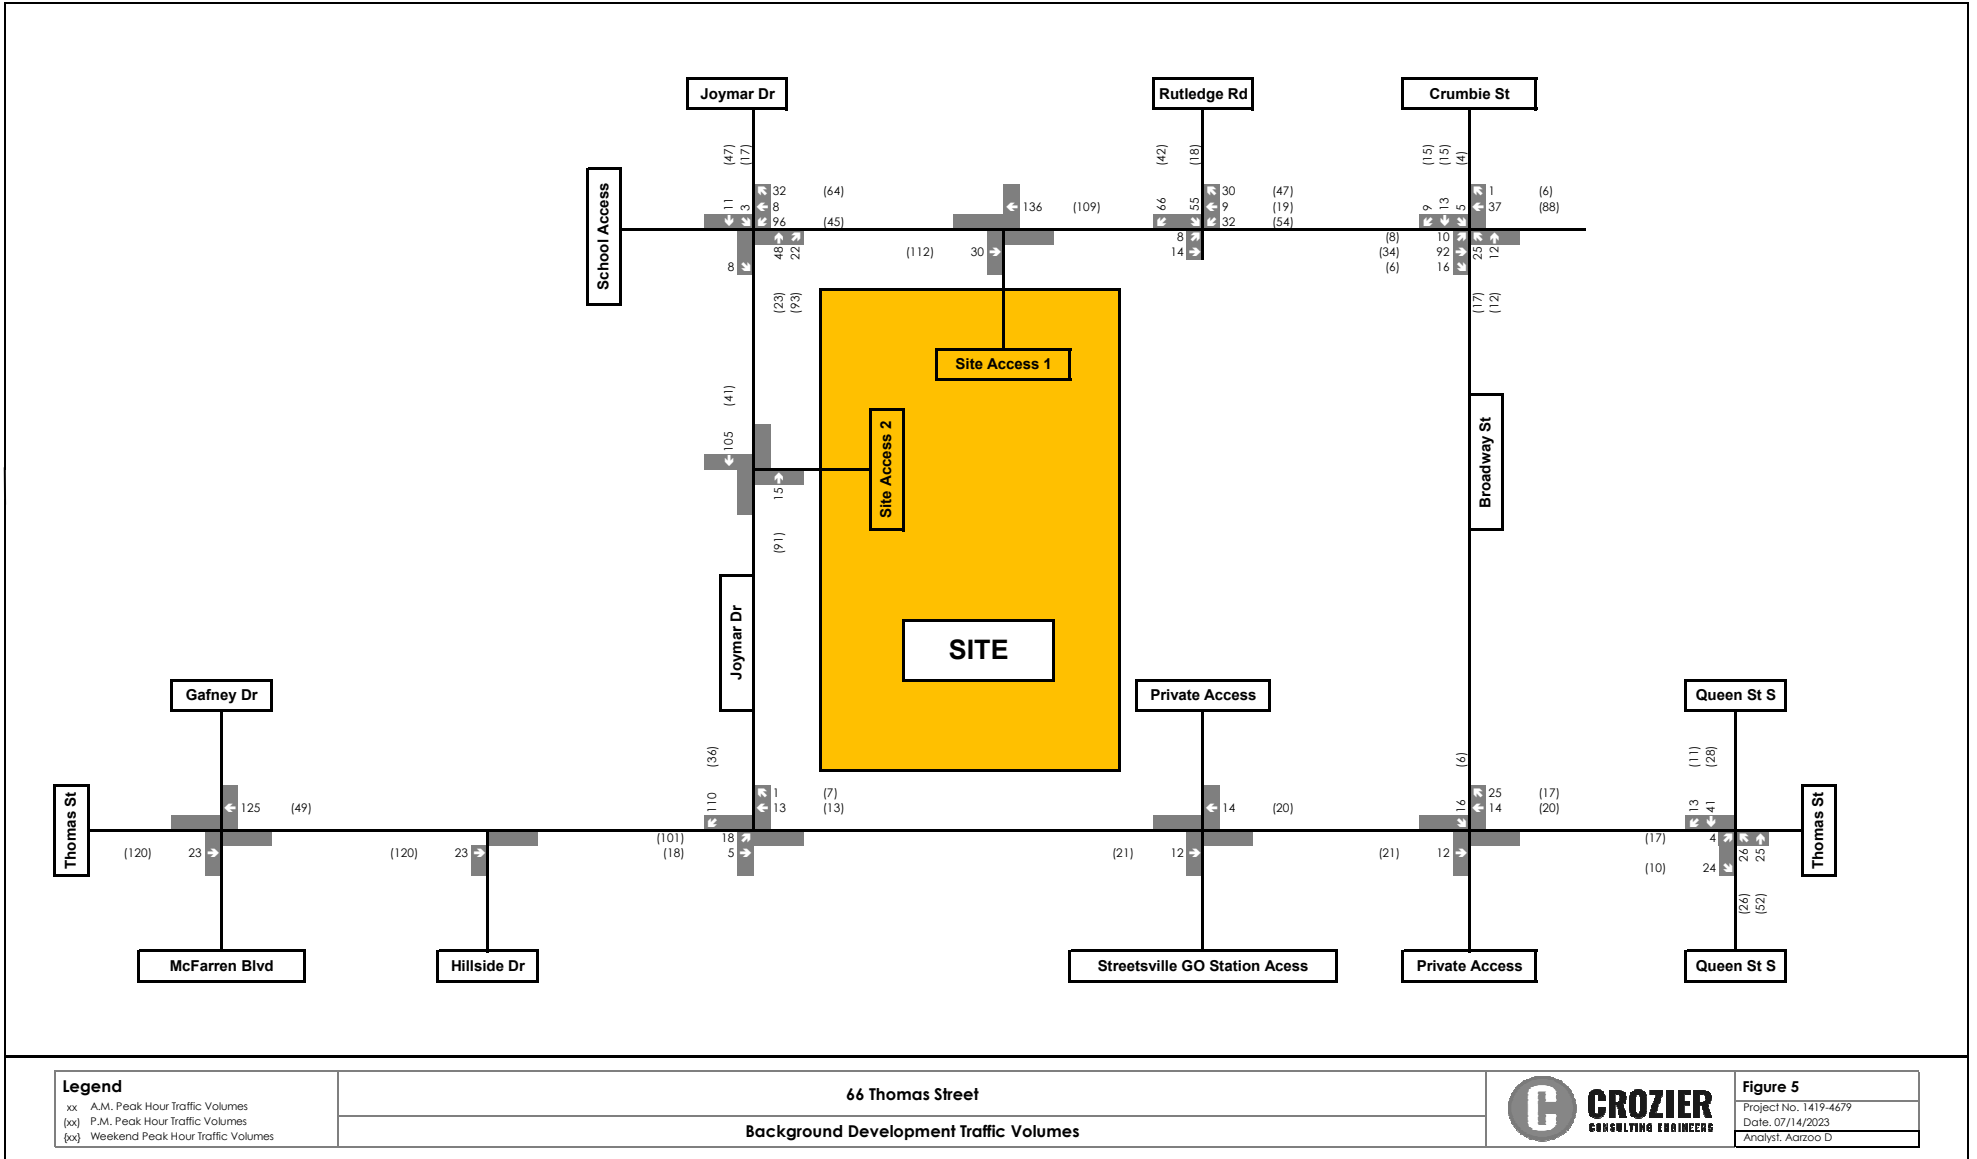 Joymar Dr
Rutledge Rd
Crumbie St
(47) (17)
(42) (18)
(15) (15) (4)
School Access
11 3
32 (64)
8
96 (45)
136 (109)
66 55
30 (47)
9 (19)
32 (54)
9 13 5
1 (6)
37 (88)
8
48 22
(112) 30
8
14
(8) 10
(34) 92
(6) 16
25 12
(23) (93)
(17) (12)
Site Access 1
(41)
105
15
Site Access 2
Broadway St
(91)
Joymar Dr
SITE
Gafney Dr
Private Access
Queen St S
(36)
(6)
(11) (28)
Thomas St
125 (49)
110
1 (7)
13 (13)
14 (20)
16
25 (17)
14 (20)
13 41
Thomas St
(120) 23
(120) 23
(101) 18
(18) 5
(21) 12
(21) 12
(17) 4
(10) 24
26 25
(26) (52)
McFarren Blvd
Hillside Dr
Streetsville GO Station Acess
Private Access
Queen St S
Legend
xx A.M. Peak Hour Traffic Volumes
(xx) P.M. Peak Hour Traffic Volumes
{xx} Weekend Peak Hour Traffic Volumes
66 Thomas Street
Background Development Traffic Volumes
C CROZIER
CONSULTING ENGINEERS
Figure 5
Project No. 1419-4679
Date. 07/14/2023
Analyst. Aarzoo D